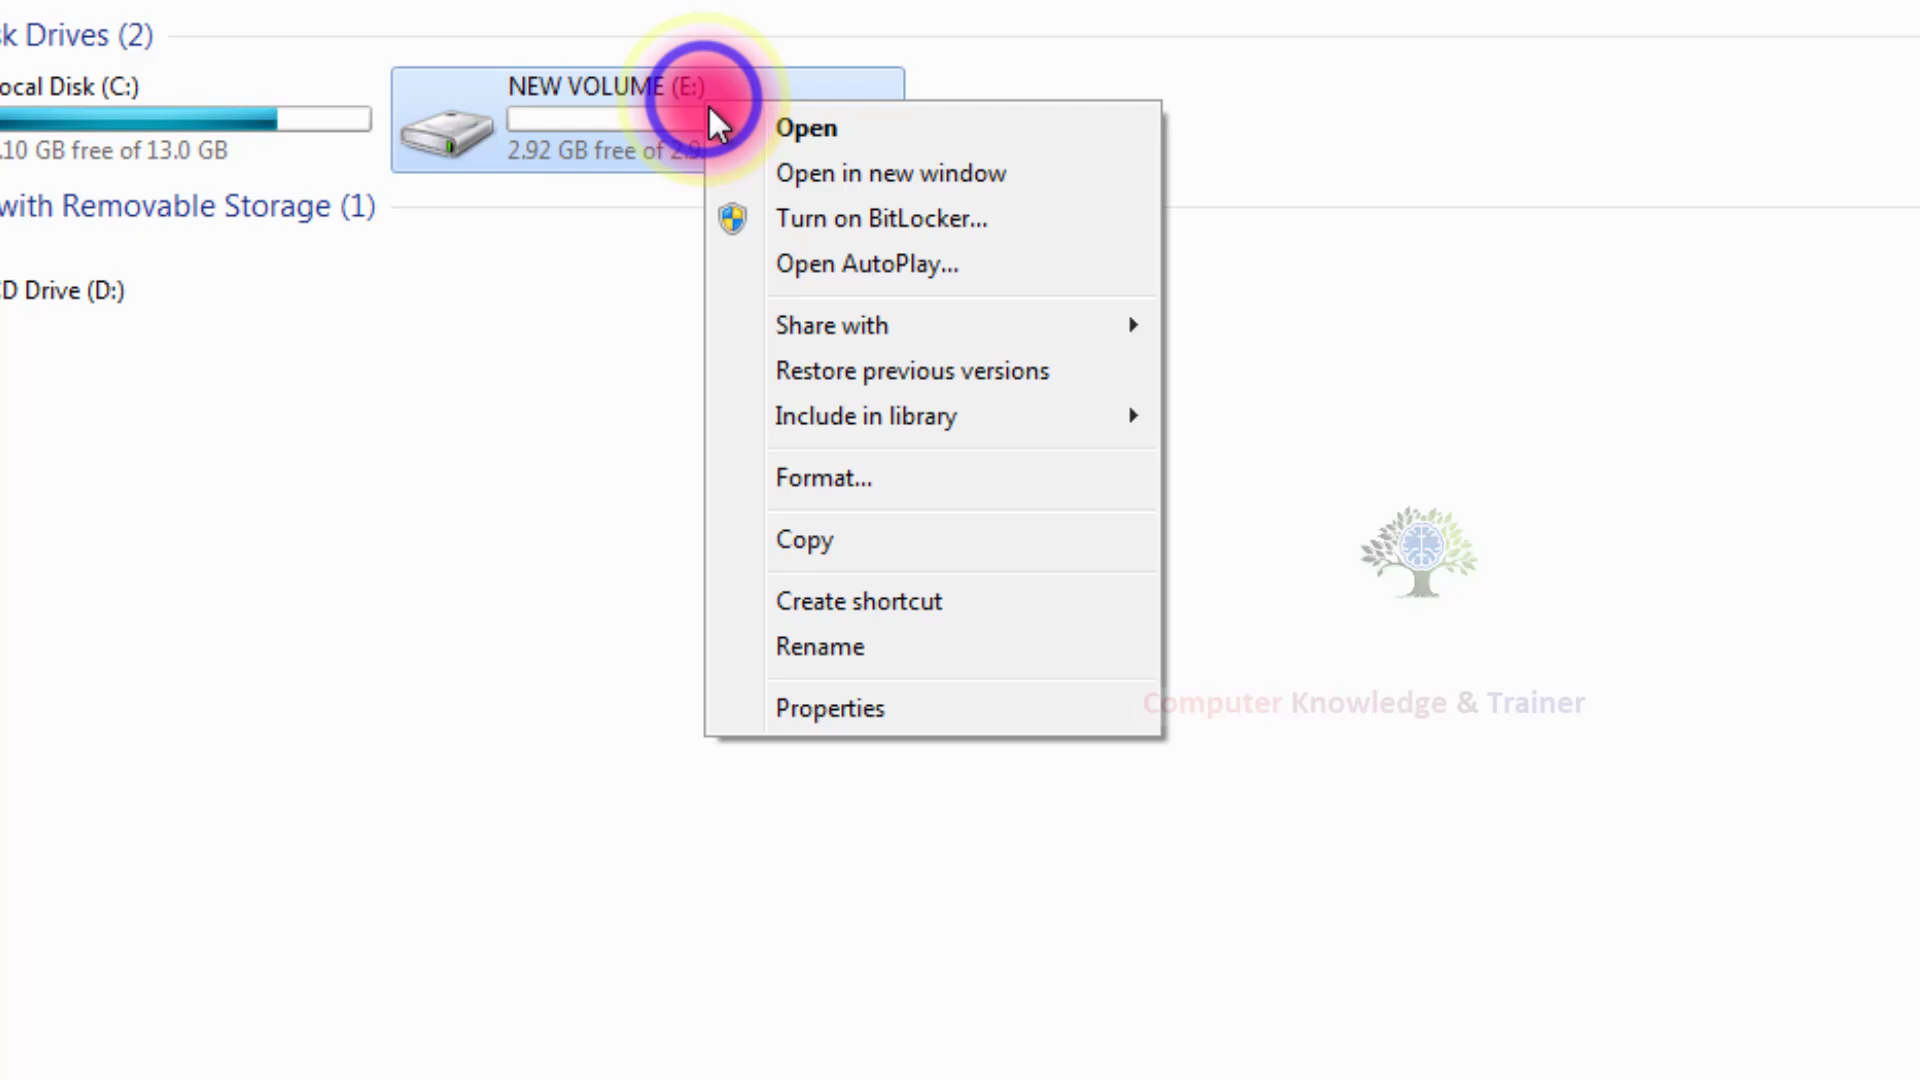 k Drives (2)
ocal Disk (C:)
.10 GB free of 13.0 GB
NEW VOLUME (E:)
2.92 GB free of 2.9
with Removable Storage (1)
D Drive (D:)
Open
Open in new window
Turn on BitLocker...
Open AutoPlay...
Share with
Restore previous versions
Include in library
Format...
Copy
Create shortcut
Rename
Properties
Computer Knowledge & Trainer